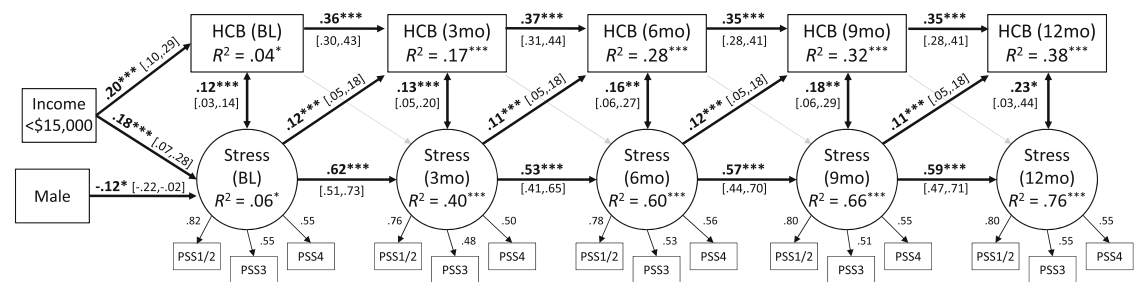 HCB (BL)
R² = .04*
.36***
[.30,.43]
HCB (3mo)
R² = .17***
.37***
[.31,.44]
HCB (6mo)
R² = .28***
.35***
[.28,.41]
HCB (9mo)
R² = .32***
.35***
[.28,.41]
HCB (12mo)
R² = .38***
.20*** [.10,.29]
.12***
[.03,.14]
.12*** [.05,.18]
.13***
[.05,.20]
.11*** [.05,.18]
.16**
[.06,.27]
.12*** [.05,.18]
.18**
[.06,.29]
.11*** [.05,.18]
.23*
[.03,.44]
Income
<$15,000
.18*** [.07,.28]
Male
-.12* [-.22,-.02]
Stress
(BL)
R² = .06*
.62***
[.51,.73]
Stress
(3mo)
R² = .40***
.53***
[.41,.65]
Stress
(6mo)
R² = .60***
.57***
[.44,.70]
Stress
(9mo)
R² = .66***
.59***
[.47,.71]
Stress
(12mo)
R² = .76***
.82
.55
.55
PSS1/2
PSS3
PSS4
.76
.48
.50
PSS1/2
PSS3
PSS4
.78
.53
.56
PSS1/2
PSS3
PSS4
.80
.51
.55
PSS1/2
PSS3
PSS4
.80
.55
.55
PSS1/2
PSS3
PSS4